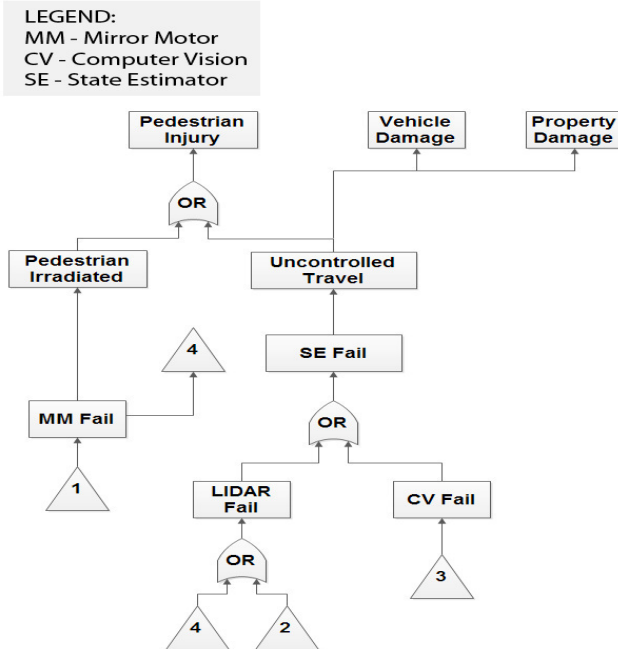 LEGEND:
MM - Mirror Motor
CV - Computer Vision
SE - State Estimator
Pedestrian
Injury
Vehicle
Damage
Property
Damage
OR
Pedestrian
Irradiated
Uncontrolled
Travel
4
SE Fail
MM Fail
OR
1
LIDAR
Fail
CV Fail
OR
3
4
2